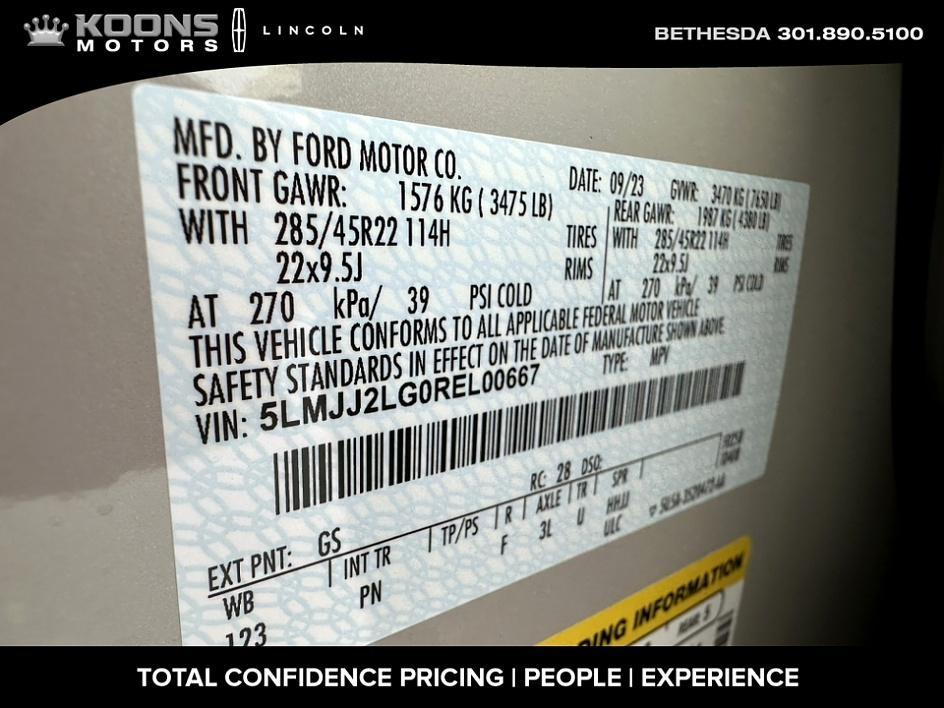 KOONS MOTORS LINCOLN
BETHESDA 301.890.5100
MFD. BY FORD MOTOR CO.
DATE: 09/23 GVWR: 3470 KG ( 7650 LB)
FRONT GAWR: 1576 KG ( 3475 LB)
REAR GAWR: 1987 KG ( 4380 LB)
WITH 285/45R22 114H TIRES
WITH 285/45R22 114H TIRES
22x9.5J RIMS
22x9.5J RIMS
AT 270 kPa/ 39 PSI COLD
AT 270 kPa/ 39 PSI COLD
THIS VEHICLE CONFORMS TO ALL APPLICABLE FEDERAL MOTOR VEHICLE
SAFETY STANDARDS IN EFFECT ON THE DATE OF MANUFACTURE SHOWN ABOVE
VIN: 5LMJJ2LG0REL00667
TYPE: MPV
RC: 28 DSO:
EXT PNT: GS
WB INT TR TP/PS R AXLE TR SPR
123 PN F 3L U HHJJ
ULC
INFORMATION
REAR 5
TOTAL CONFIDENCE PRICING | PEOPLE | EXPERIENCE